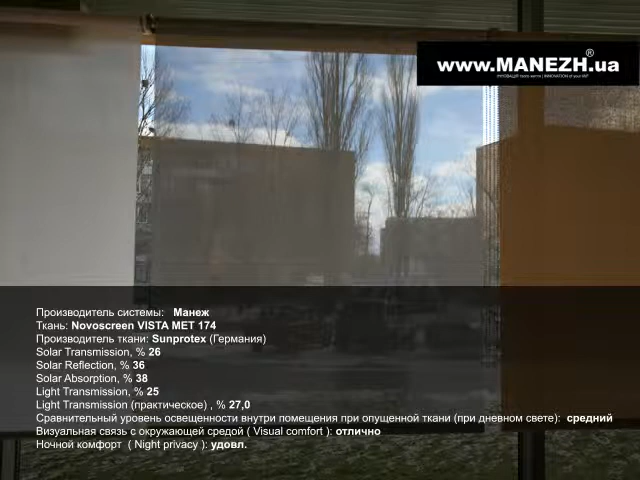 www.MANEZH.ua
®
Производитель системы: Манеж
Ткань: Novoscreen VISTA MET 174
Производитель ткани: Sunprotex (Германия)
Solar Transmission, % 26
Solar Reflection, % 36
Solar Absorption, % 38
Light Transmission, % 25
Light Transmission (практическое) , % 27,0
Сравнительный уровень освещенности внутри помещения при опущенной ткани (при дневном свете): средний
Визуальная связь с окружающей средой ( Visual comfort ): отлично
Ночной комфорт ( Night privacy ): удовл.